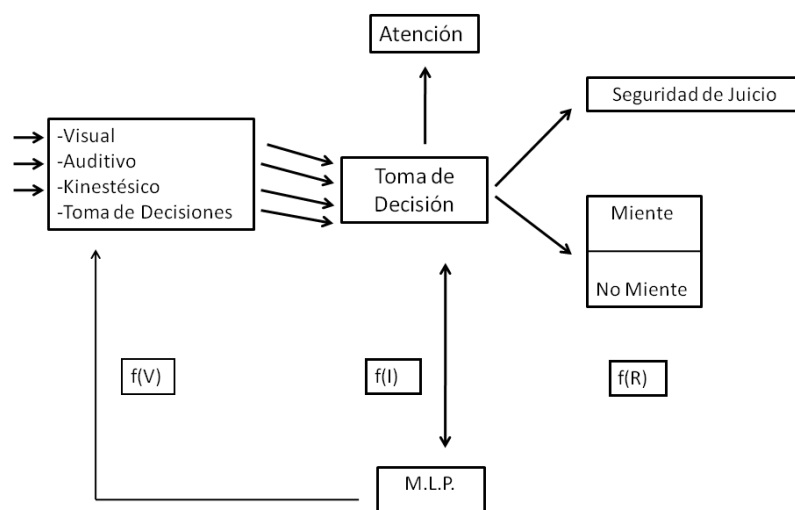 Atención
Seguridad de Juicio
-Visual
-Auditivo
-Kinestésico
-Toma de Decisiones
Toma de
Decisión
Miente
No Miente
f(V)
f(I)
f(R)
M.L.P.